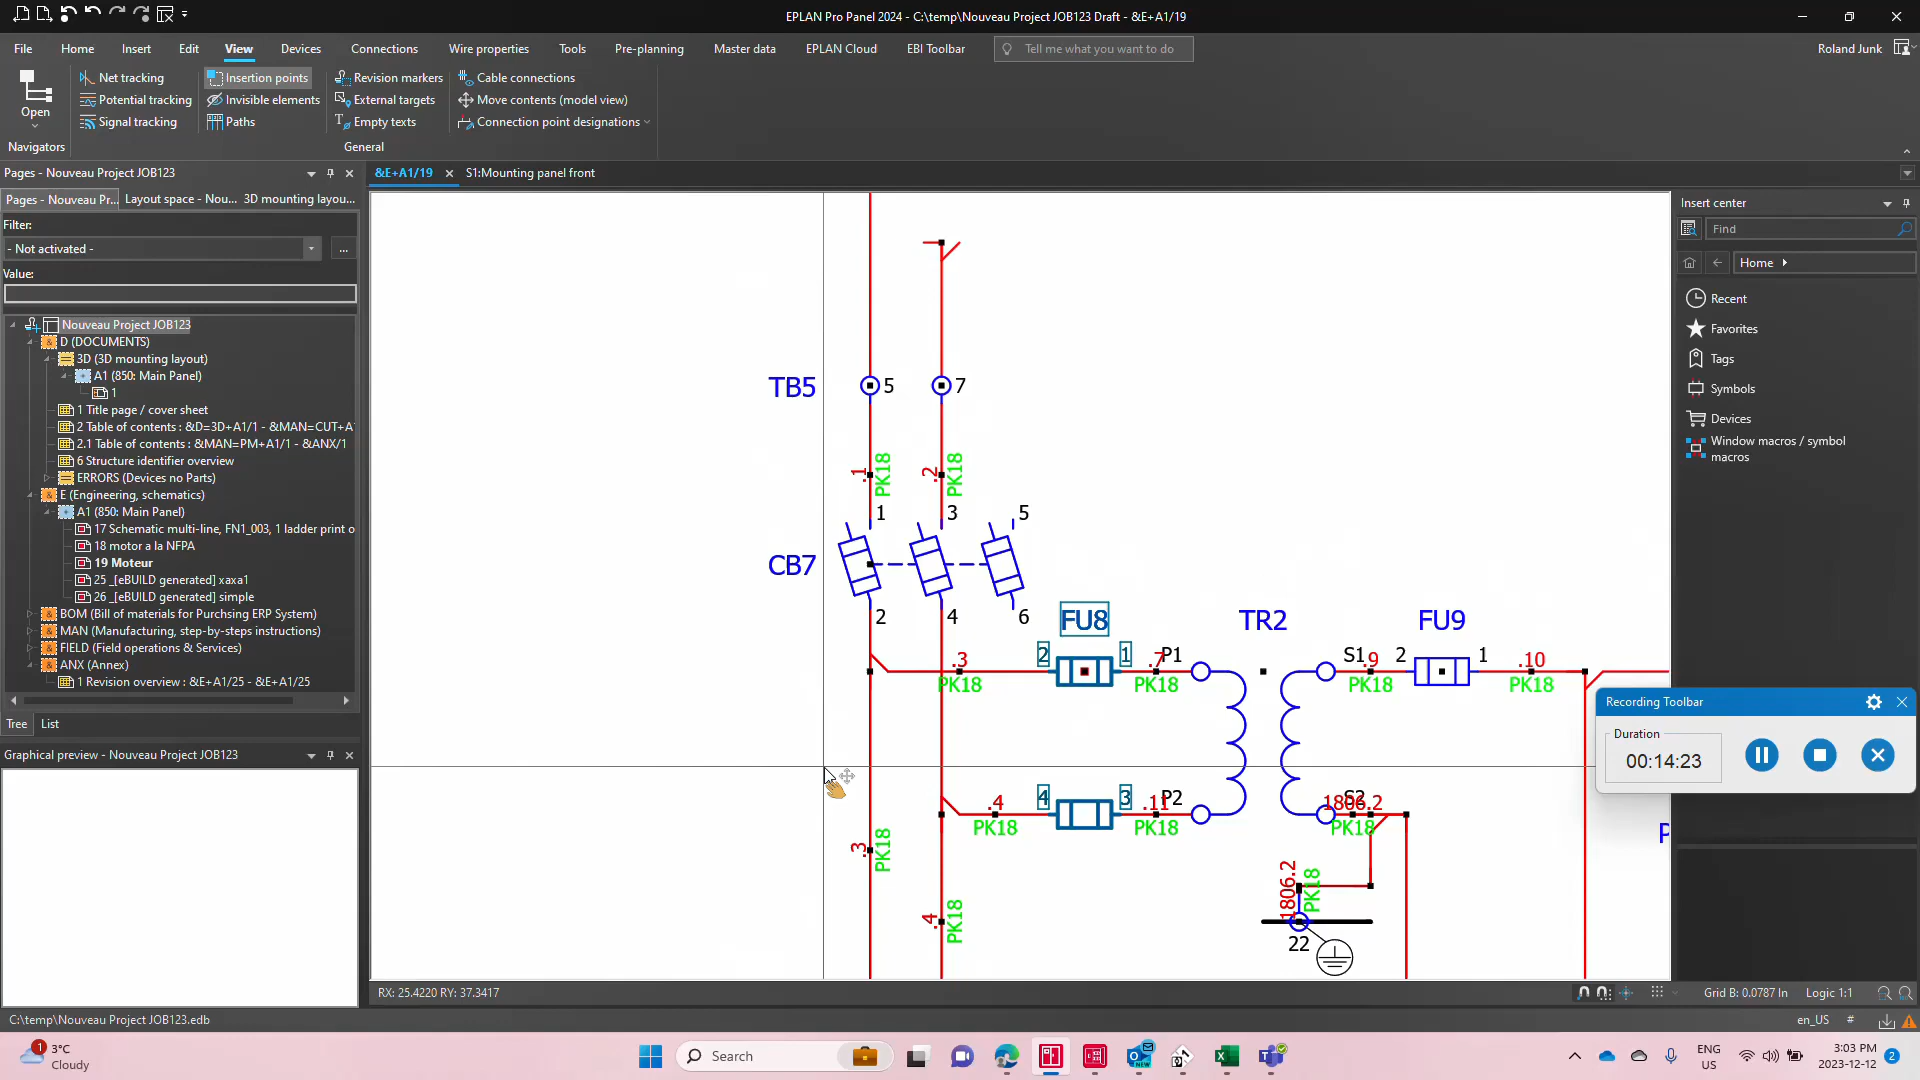 EPLAN Pro Panel 2024 - C:\temp\Nouveau Project JOB123 Draft - &E+A1/19
File Home Insert Edit View Devices Connections Wire properties Tools Pre-planning Master data EPLAN Cloud EBI Toolbar Tell me what you want to do Roland Junk
Net tracking Insertion points Revision markers Cable connections
Potential tracking Invisible elements External targets Move contents (model view)
Open Signal tracking Paths Empty texts Connection point designations
Navigators General
Pages - Nouveau Project JOB123
&E+A1/19 S1:Mounting panel front
Pages - Nouveau Pr... Layout space - Nou... 3D mounting layou...
Filter:
- Not activated - ...
Value:
Nouveau Project JOB123
D (DOCUMENTS)
3D (3D mounting layout)
A1 (850: Main Panel)
1
1 Title page / cover sheet
2 Table of contents : &D=3D+A1/1 - &MAN=CUT+A
2.1 Table of contents : &MAN=PM+A1/1 - &ANX/1
6 Structure identifier overview
ERRORS (Devices no Parts)
E (Engineering, schematics)
A1 (850: Main Panel)
17 Schematic multi-line, FN1_003, 1 ladder print o
18 motor a la NFPA
19 Moteur
25 _[eBUILD generated] xaxa1
26 _[eBUILD generated] simple
BOM (Bill of materials for Purchsing ERP System)
MAN (Manufacturing, step-by-steps instructions)
FIELD (Field operations & Services)
ANX (Annex)
1 Revision overview : &E+A1/25 - &E+A1/25
Tree List
Graphical preview - Nouveau Project JOB123
TB5 5 7
.1 PK18 .2 PK18
1 3 5
CB7
2 4 6
FU8 TR2 FU9
.3 2 1 .7 P1 S1 .9 2 1 .10
PK18 PK18 PK18 PK18
.4 4 3 .11 P2 1806.2 S2
PK18 PK18 PK18
P
.3 PK18
1806.2 PK18
.4 PK18
22
Insert center
Find
Home
Recent
Favorites
Tags
Symbols
Devices
Window macros / symbol
macros
Recording Toolbar
Duration
00:14:23
RX: 25.4220 RY: 37.3417 Grid B: 0.0787 In Logic 1:1
C:\temp\Nouveau Project JOB123.edb en_US #
1 3°C
Cloudy
Search
NEW
ENG
US
3:03 PM
2023-12-12
2